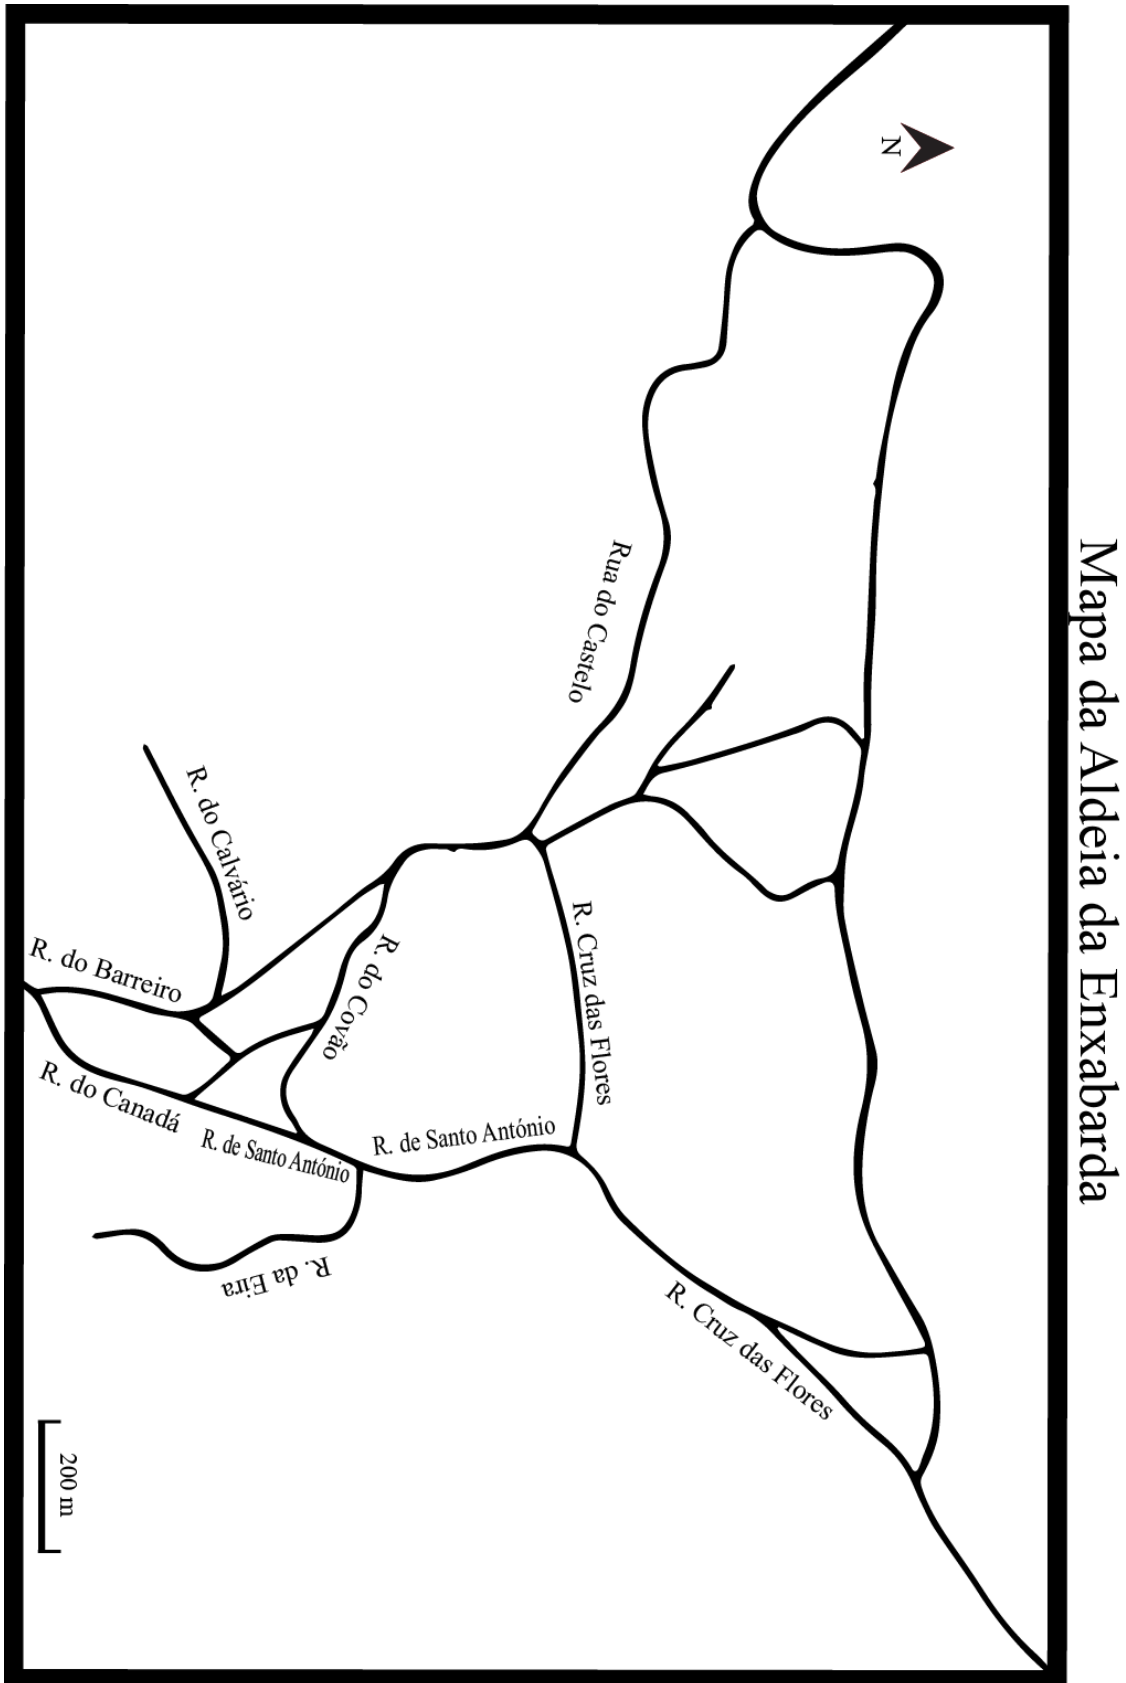 Mapa da Aldeia da Enxabarda
N
Rua do Castelo
R. do Calvário
R. do Barreiro
R. do Covão
R. Cruz das Flores
R. do Canadá
R. de Santo António
R. de Santo António
R. da Eira
R. Cruz das Flores
200 m